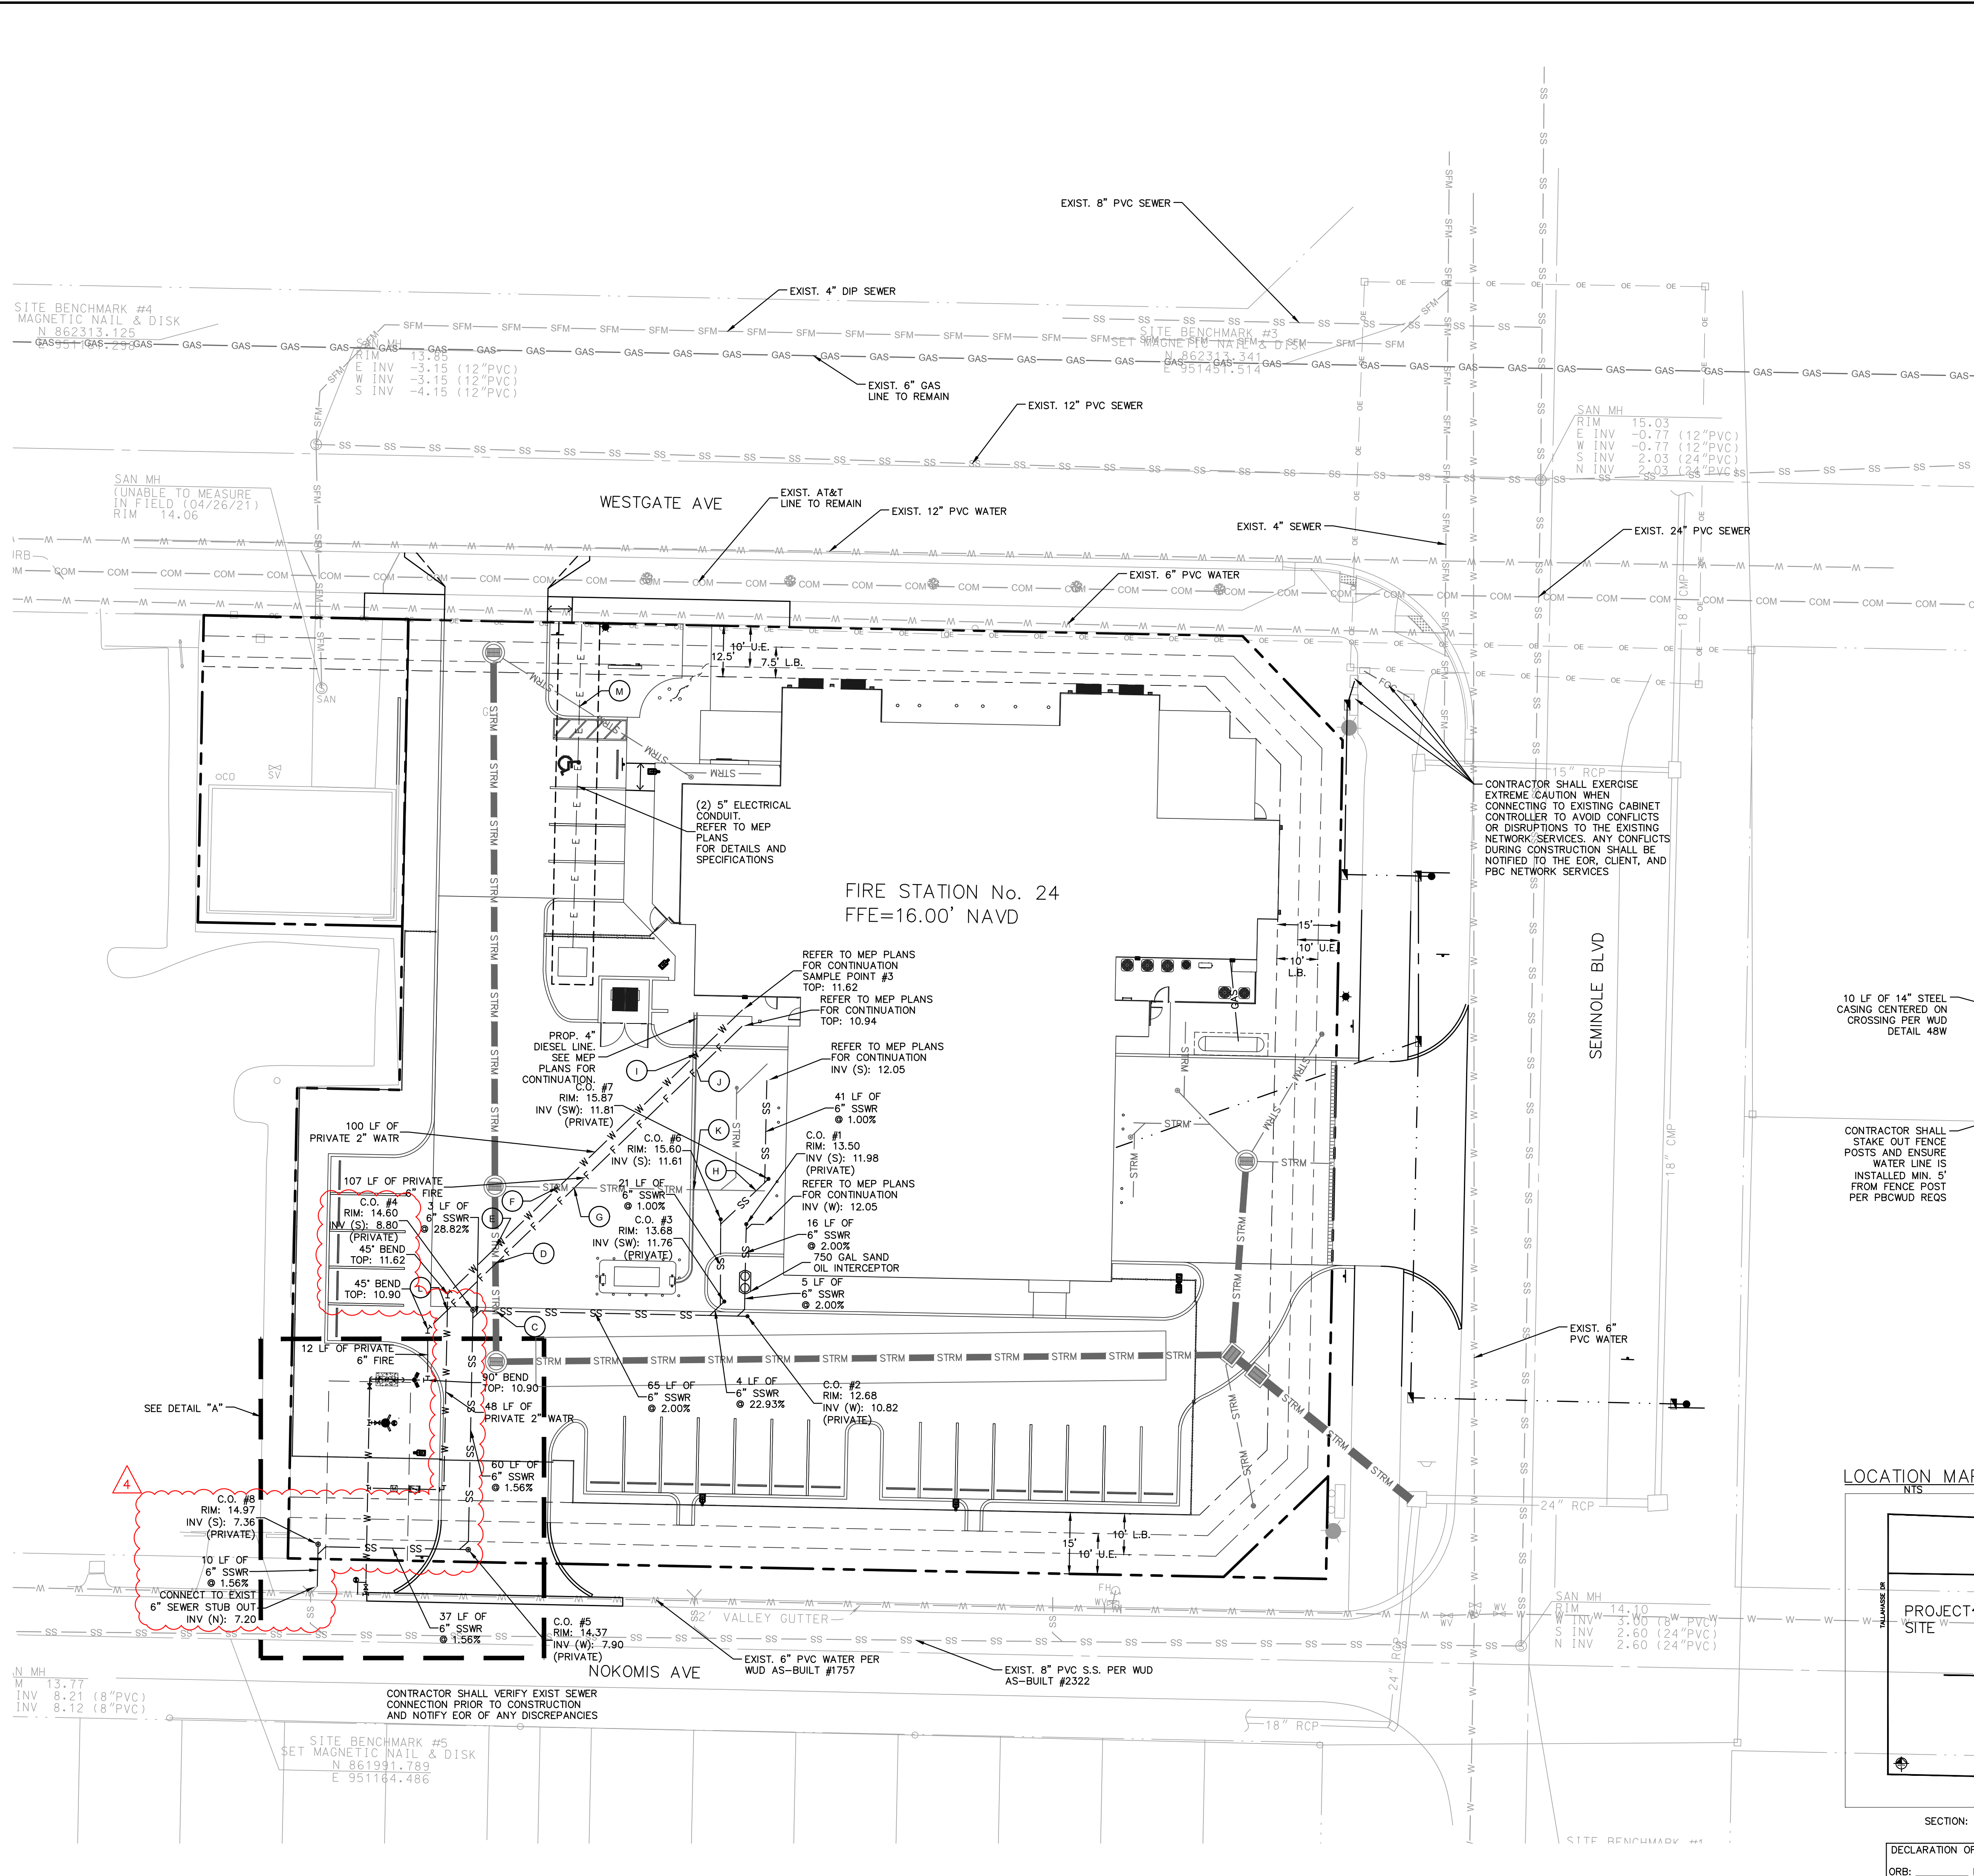 EXIST. 8" PVC SEWER
EXIST. 4" DIP SEWER
SITE BENCHMARK #4
MAGNETIC NAIL & DISK
N 862313.125
SITE BENCHMARK #3
SET MAGNETIC NAIL & DISK
N 862313.341
E 951451.514
SAN MH
RIM 13.85
E INV -3.15 (12"PVC)
W INV -3.15 (12"PVC)
S INV -4.15 (12"PVC)
EXIST. 6" GAS
LINE TO REMAIN
EXIST. 12" PVC SEWER
SAN MH
RIM 15.03
E INV -0.77 (12"PVC)
W INV -0.77 (12"PVC)
S INV 2.03 (24"PVC)
N INV 2.03 (24"PVC)
SAN MH
(UNABLE TO MEASURE
IN FIELD (04/26/21)
RIM 14.06
WESTGATE AVE
EXIST. AT&T
LINE TO REMAIN
EXIST. 12" PVC WATER
EXIST. 4" SEWER
EXIST. 24" PVC SEWER
EXIST. 6" PVC WATER
18" CMP
12.5'
10' U.E.
7.5' L.B.
SAN
M
FOC
OCO
SV
15" RCP
(2) 5" ELECTRICAL
CONDUIT.
REFER TO MEP
PLANS
FOR DETAILS AND
SPECIFICATIONS
CONTRACTOR SHALL EXERCISE
EXTREME CAUTION WHEN
CONNECTING TO EXISTING CABINET
CONTROLLER TO AVOID CONFLICTS
OR DISRUPTIONS TO THE EXISTING
NETWORK SERVICES. ANY CONFLICTS
DURING CONSTRUCTION SHALL BE
NOTIFIED TO THE EOR, CLIENT, AND
PBC NETWORK SERVICES
FIRE STATION No. 24
FFE=16.00' NAVD
15'
10' U.E.
10'
L.B.
GAS
SEMINOLE BLVD
REFER TO MEP PLANS
FOR CONTINUATION
SAMPLE POINT #3
TOP: 11.62
REFER TO MEP PLANS
FOR CONTINUATION
TOP: 10.94
10 LF OF 14" STEEL
CASING CENTERED ON
CROSSING PER WUD
DETAIL 48W
PROP. 4"
DIESEL LINE.
SEE MEP
PLANS FOR
CONTINUATION.
REFER TO MEP PLANS
FOR CONTINUATION
INV (S): 12.05
I
J
C.O. #7
RIM: 15.87
INV (SW): 11.81
(PRIVATE)
41 LF OF
6" SSWR
@ 1.00%
100 LF OF
PRIVATE 2" WATR
K
C.O. #6
RIM: 15.60
INV (S): 11.61
C.O. #1
RIM: 13.50
INV (S): 11.98
(PRIVATE)
H
18" CMP
CONTRACTOR SHALL
STAKE OUT FENCE
POSTS AND ENSURE
WATER LINE IS
INSTALLED MIN. 5'
FROM FENCE POST
PER PBCWUD REQS
107 LF OF PRIVATE
6" FIRE
21 LF OF
6" SSWR
@ 1.00%
REFER TO MEP PLANS
FOR CONTINUATION
INV (W): 12.05
C.O. #4
RIM: 14.60
INV (S): 8.80
(PRIVATE)
3 LF OF
6" SSWR
@ 28.82%
F
E
G
D
C.O. #3
RIM: 13.68
INV (SW): 11.76
(PRIVATE)
16 LF OF
6" SSWR
@ 2.00%
750 GAL SAND
OIL INTERCEPTOR
45° BEND
TOP: 11.62
45° BEND
TOP: 10.90
L
C
5 LF OF
6" SSWR
@ 2.00%
EXIST. 6"
PVC WATER
12 LF OF PRIVATE
6" FIRE
90° BEND
TOP: 10.90
65 LF OF
6" SSWR
@ 2.00%
4 LF OF
6" SSWR
@ 22.93%
C.O. #2
RIM: 12.68
INV (W): 10.82
(PRIVATE)
SEE DETAIL "A"
48 LF OF
PRIVATE 2" WATR
60 LF OF
6" SSWR
@ 1.56%
4
C.O. #8
RIM: 14.97
INV (S): 7.36
(PRIVATE)
24" RCP
LOCATION MAP
NTS
15'
10' U.E.
10' L.B.
10 LF OF
6" SSWR
@ 1.56%
CONNECT TO EXIST
6" SEWER STUB OUT
INV (N): 7.20
37 LF OF
6" SSWR
@ 1.56%
C.O. #5
RIM: 14.37
INV (W): 7.90
(PRIVATE)
2' VALLEY GUTTER
FH
WV
SAN MH
RIM 14.10
W INV 3.00 (8" PVC)
S INV 2.60 (24"PVC)
N INV 2.60 (24"PVC)
TALLAHASSE DR
PROJECT
SITE
NOKOMIS AVE
EXIST. 6" PVC WATER PER
WUD AS-BUILT #1757
EXIST. 8" PVC S.S. PER WUD
AS-BUILT #2322
24" RCP
13.77
INV 8.21 (8"PVC)
INV 8.12 (8"PVC)
CONTRACTOR SHALL VERIFY EXIST SEWER
CONNECTION PRIOR TO CONSTRUCTION
AND NOTIFY EOR OF ANY DISCREPANCIES
18" RCP
SITE BENCHMARK #5
SET MAGNETIC NAIL & DISK
N 861991.789
E 951164.486
SECTION:
SITE BENCHMARK #1
DECLARATION OF
ORB: